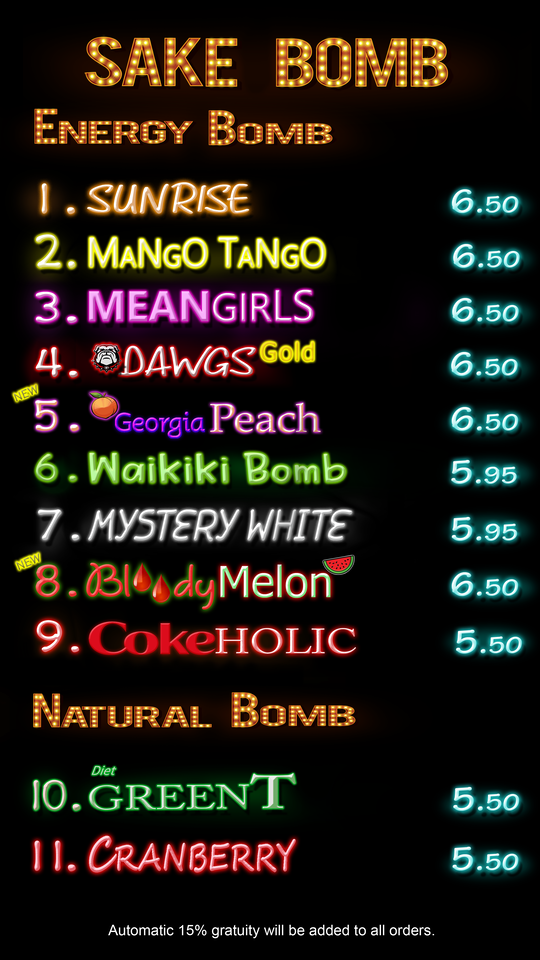 SAKE BOMB
ENERGY BOMB
1. SUNRISE 6.50
2. MANGO TANGO 6.50
3. MEANGIRLS 6.50
4. DAWGS Gold 6.50
NEW
5. Georgia Peach 6.50
6. Waikiki Bomb 5.95
7. MYSTERY WHITE 5.95
NEW
8. BloodyMelon 6.50
9. CokeHOLIC 5.50
NATURAL BOMB
Diet
10. GREENT 5.50
11. CRANBERRY 5.50
Automatic 15% gratuity will be added to all orders.